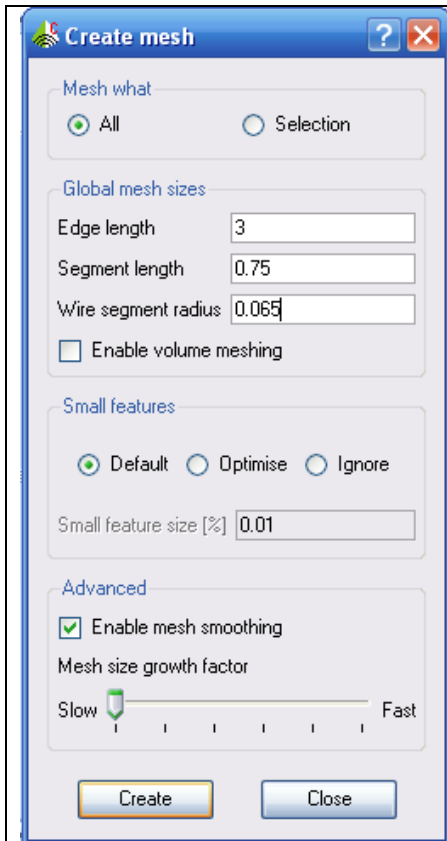 Create mesh
Mesh what
All Selection
Global mesh sizes
Edge length 3
Segment length 0.75
Wire segment radius 0.065
Enable volume meshing
Small features
Default Optimise Ignore
Small feature size [%] 0.01
Advanced
Enable mesh smoothing
Mesh size growth factor
Slow Fast
Create Close